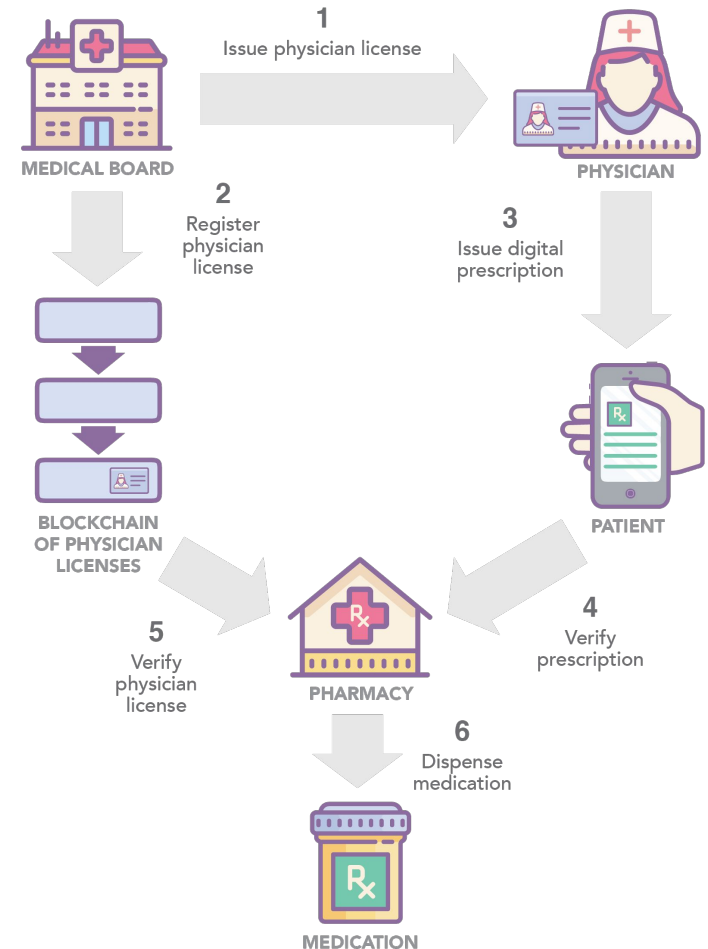 1
Issue physician license
MEDICAL BOARD
PHYSICIAN
2
Register
physician
license
3
Issue digital
prescription
Rx
BLOCKCHAIN
OF PHYSICIAN
LICENSES
PATIENT
4
Verify
prescription
5
Verify
physician
license
Rx
PHARMACY
6
Dispense
medication
Rx
MEDICATION